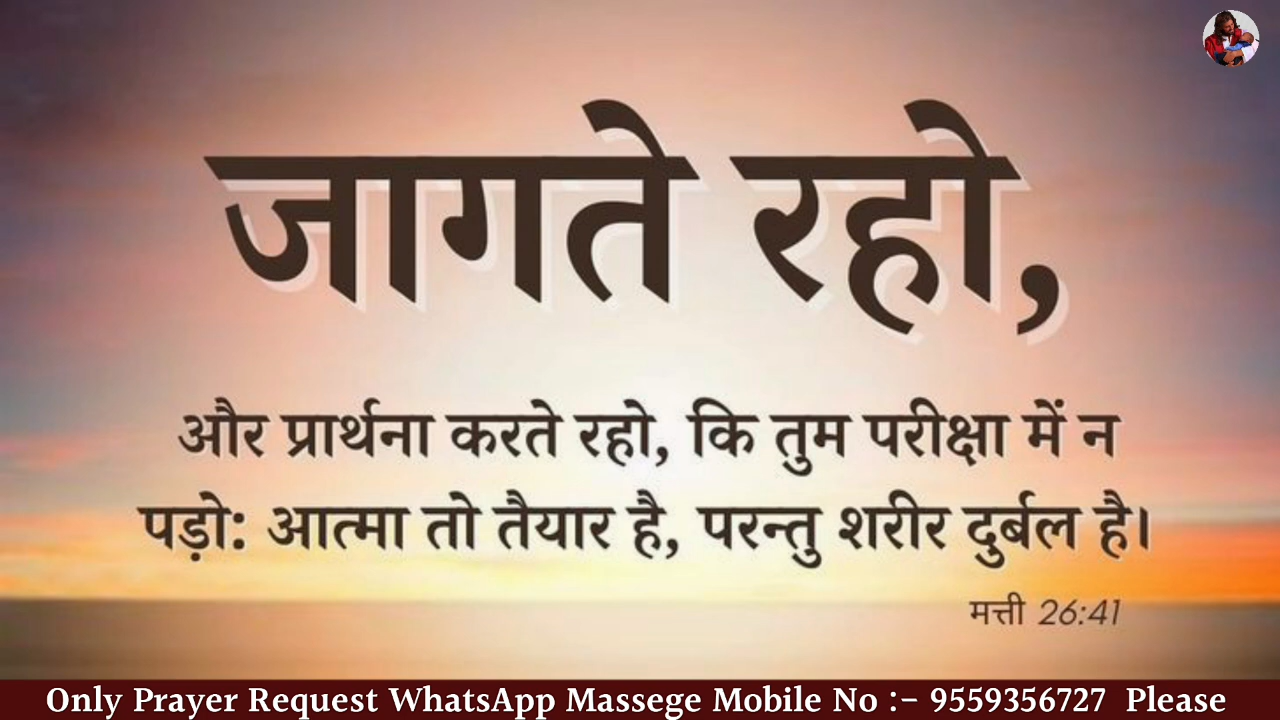 जागते रहो,
और प्रार्थना करते रहो, कि तुम परीक्षा में न
पड़ो: आत्मा तो तैयार है, परन्तु शरीर दुर्बल है।
मत्ती 26:41
Only Prayer Request WhatsApp Massege Mobile No :- 9559356727 Please